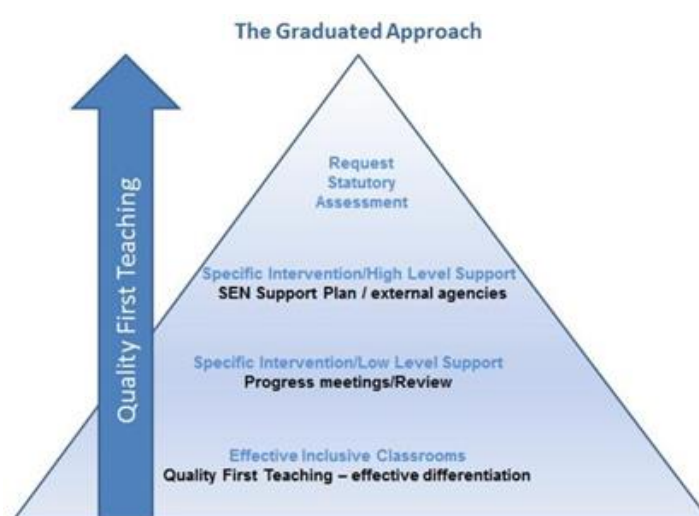 The Graduated Approach
Quality First Teaching
Request
Statutory
Assessment
Specific Intervention/High Level Support
SEN Support Plan / external agencies
Specific Intervention/Low Level Support
Progress meetings/Review
Effective Inclusive Classrooms
Quality First Teaching – effective differentiation